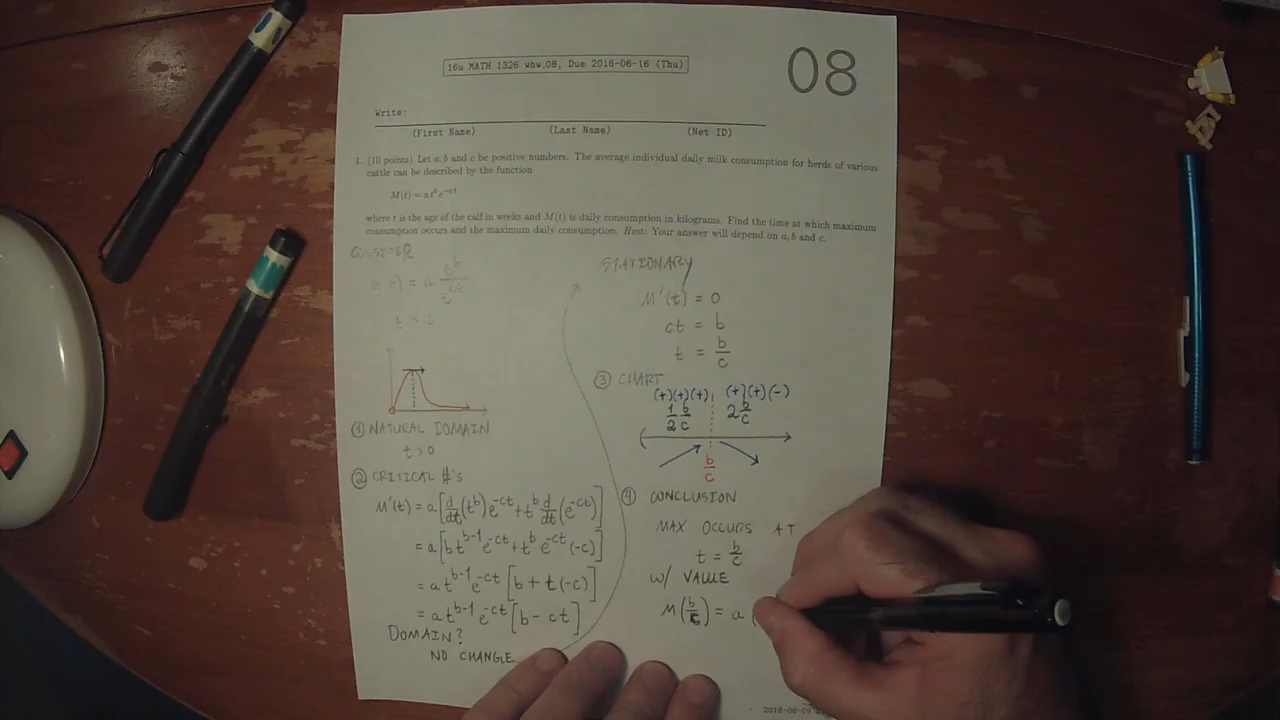 16u MATH 1326 whw.08, Due 2016-06-16 (Thu)
08
Write:
(First Name) (Last Name) (Net ID)
1. (10 points) Let a, b and c be positive numbers. The average individual daily milk consumption for herds of various
cattle can be described by the function
M(t) = at^b e^{-ct}
where t is the age of the calf in weeks and M(t) is daily consumption in kilograms. Find the time at which maximum
consumption occurs and the maximum daily consumption. Hint: Your answer will depend on a, b and c.
CONSIDER
= a t^b/e^{ct}
① NATURAL DOMAIN
t > 0
② CRITICAL #'S
M'(t) = a[d/dt(t^b)e^{-ct} + t^b d/dt(e^{-ct})]
= a[bt^{b-1}e^{-ct} + t^b e^{-ct}(-c)]
= at^{b-1}e^{-ct}[b + t(-c)]
= at^{b-1}e^{-ct}[b - ct]
DOMAIN?
NO CHANGE
STATIONARY
M'(t) = 0
ct = b
t = b/c
③ CHART
(+)(+)(+) (+)(+)(-)
1/2 b/c 2 b/c
b/c
④ CONCLUSION
MAX OCCURS AT
t = b/c
W/ VALUE
M(b/c) = a